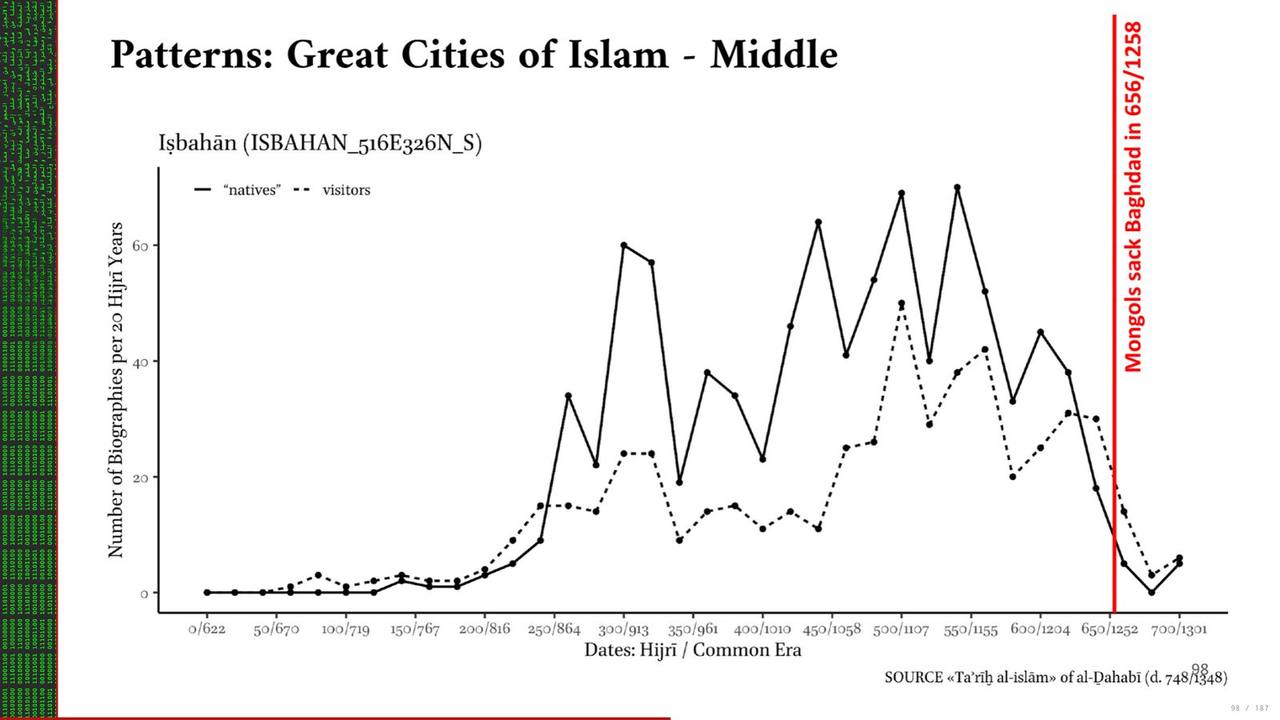 Patterns: Great Cities of Islam - Middle
Mongols sack Baghdad in 656/1258
Iṣbahān (ISBAHAN_516E326N_S)
“natives” visitors
Number of Biographies per 20 Hijrī Years
60
40
20
0
0/622 50/670 100/719 150/767 200/816 250/864 300/913 350/961 400/1010 450/1058 500/1107 550/1155 600/1204 650/1252 700/1301
Dates: Hijrī / Common Era
98
SOURCE «Taʾrīḫ al-islām» of al-Ḏahabī (d. 748/1348)
98 / 187